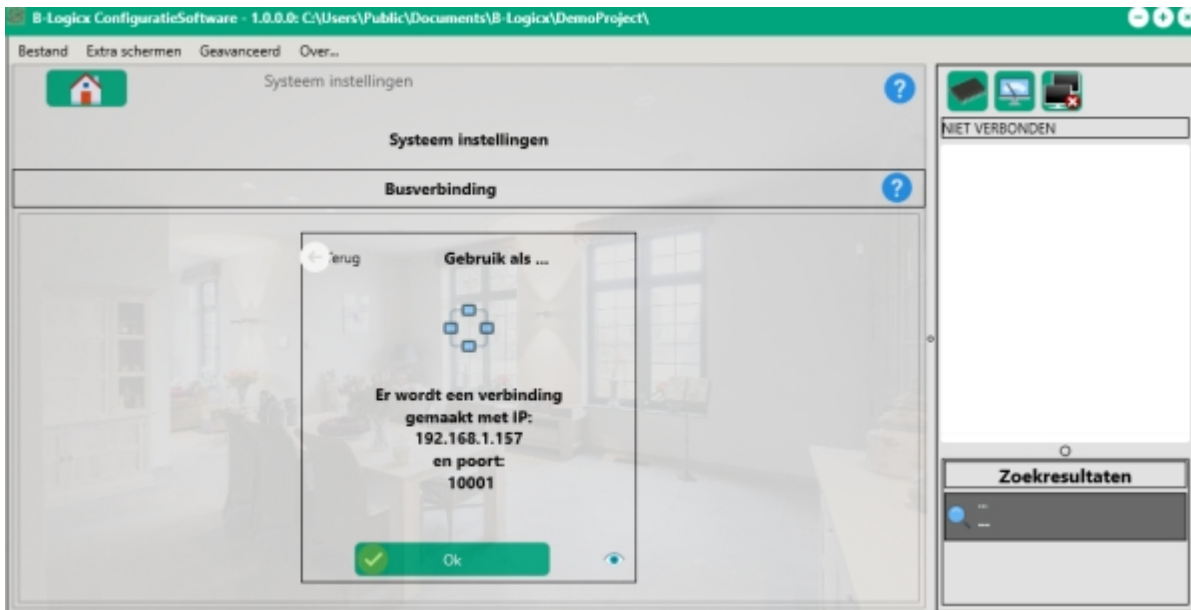 B-Logicx ConfiguratieSoftware - 1.0.0.0: C:\Users\Public\Documents\B-Logicx\DemoProject\
Bestand Extra schermen Geavanceerd Over...
Systeem instellingen
?
NIET VERBONDEN
Systeem instellingen
Busverbinding
?
Terug
Gebruik als ...
Er wordt een verbinding
gemaakt met IP:
192.168.1.157
en poort:
10001
Ok
Zoekresultaten
...
---